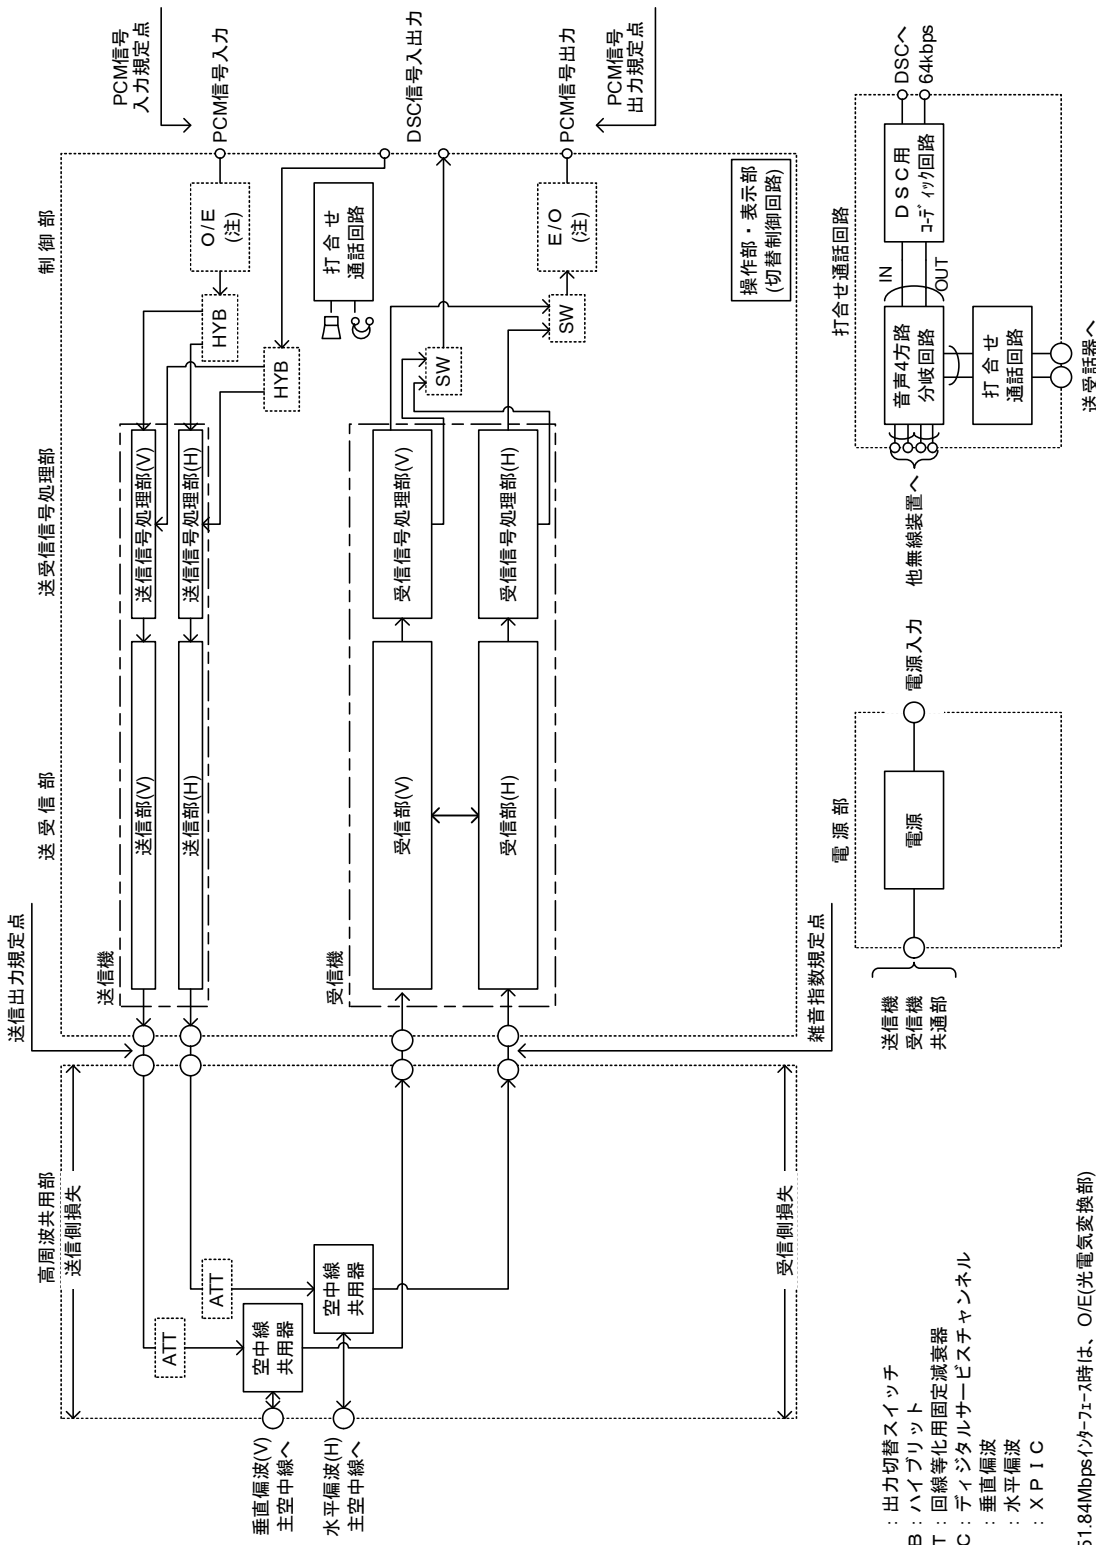 高周波共用部
送受信部
送受信信号処理部
制御部
送信出力規定点
PCM信号
入力規定点
送信側損失
送信機
送信部(V)
送信信号処理部(V)
HYB
O/E
(注)
PCM信号入力
送信部(H)
送信信号処理部(H)
HYB
ATT
ATT
打合せ
通話回路
垂直偏波(V)
主空中線へ
空中線
共用器
水平偏波(H)
主空中線へ
空中線
共用器
受信機
受信部(V)
受信信号処理部(V)
SW
DSC信号入出力
受信部(H)
受信信号処理部(H)
SW
E/O
(注)
PCM信号出力
PCM信号
出力規定点
操作部・表示部
(切替制御回路)
受信側損失
雑音指数規定点
電源部
送信機
受信機
共通部
電源
電源入力
打合せ通話回路
他無線装置へ
音声4方路
分岐回路
IN
OUT
DSC用
コーディック回路
DSCへ
64kbps
打合せ
通話回路
送受話器へ
:出力切替スイッチ
B:ハイブリット
T:回線等化用固定減衰器
C:ディジタルサービスチャンネル
:垂直偏波
:水平偏波
:XPIC
51.84Mbpsインターフェース時は、O/E(光電気変換部)